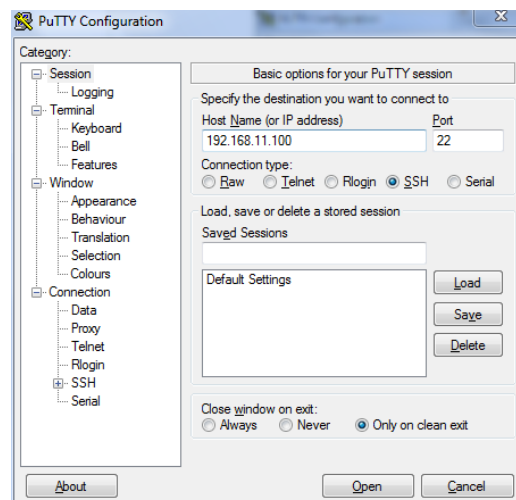 PuTTY Configuration
Category:
Session
Logging
Terminal
Keyboard
Bell
Features
Window
Appearance
Behaviour
Translation
Selection
Colours
Connection
Data
Proxy
Telnet
Rlogin
SSH
Serial
Basic options for your PuTTY session
Specify the destination you want to connect to
Host Name (or IP address) Port
192.168.11.100 22
Connection type:
Raw Telnet Rlogin SSH Serial
Load, save or delete a stored session
Saved Sessions
Default Settings
Load
Save
Delete
Close window on exit:
Always Never Only on clean exit
About Open Cancel